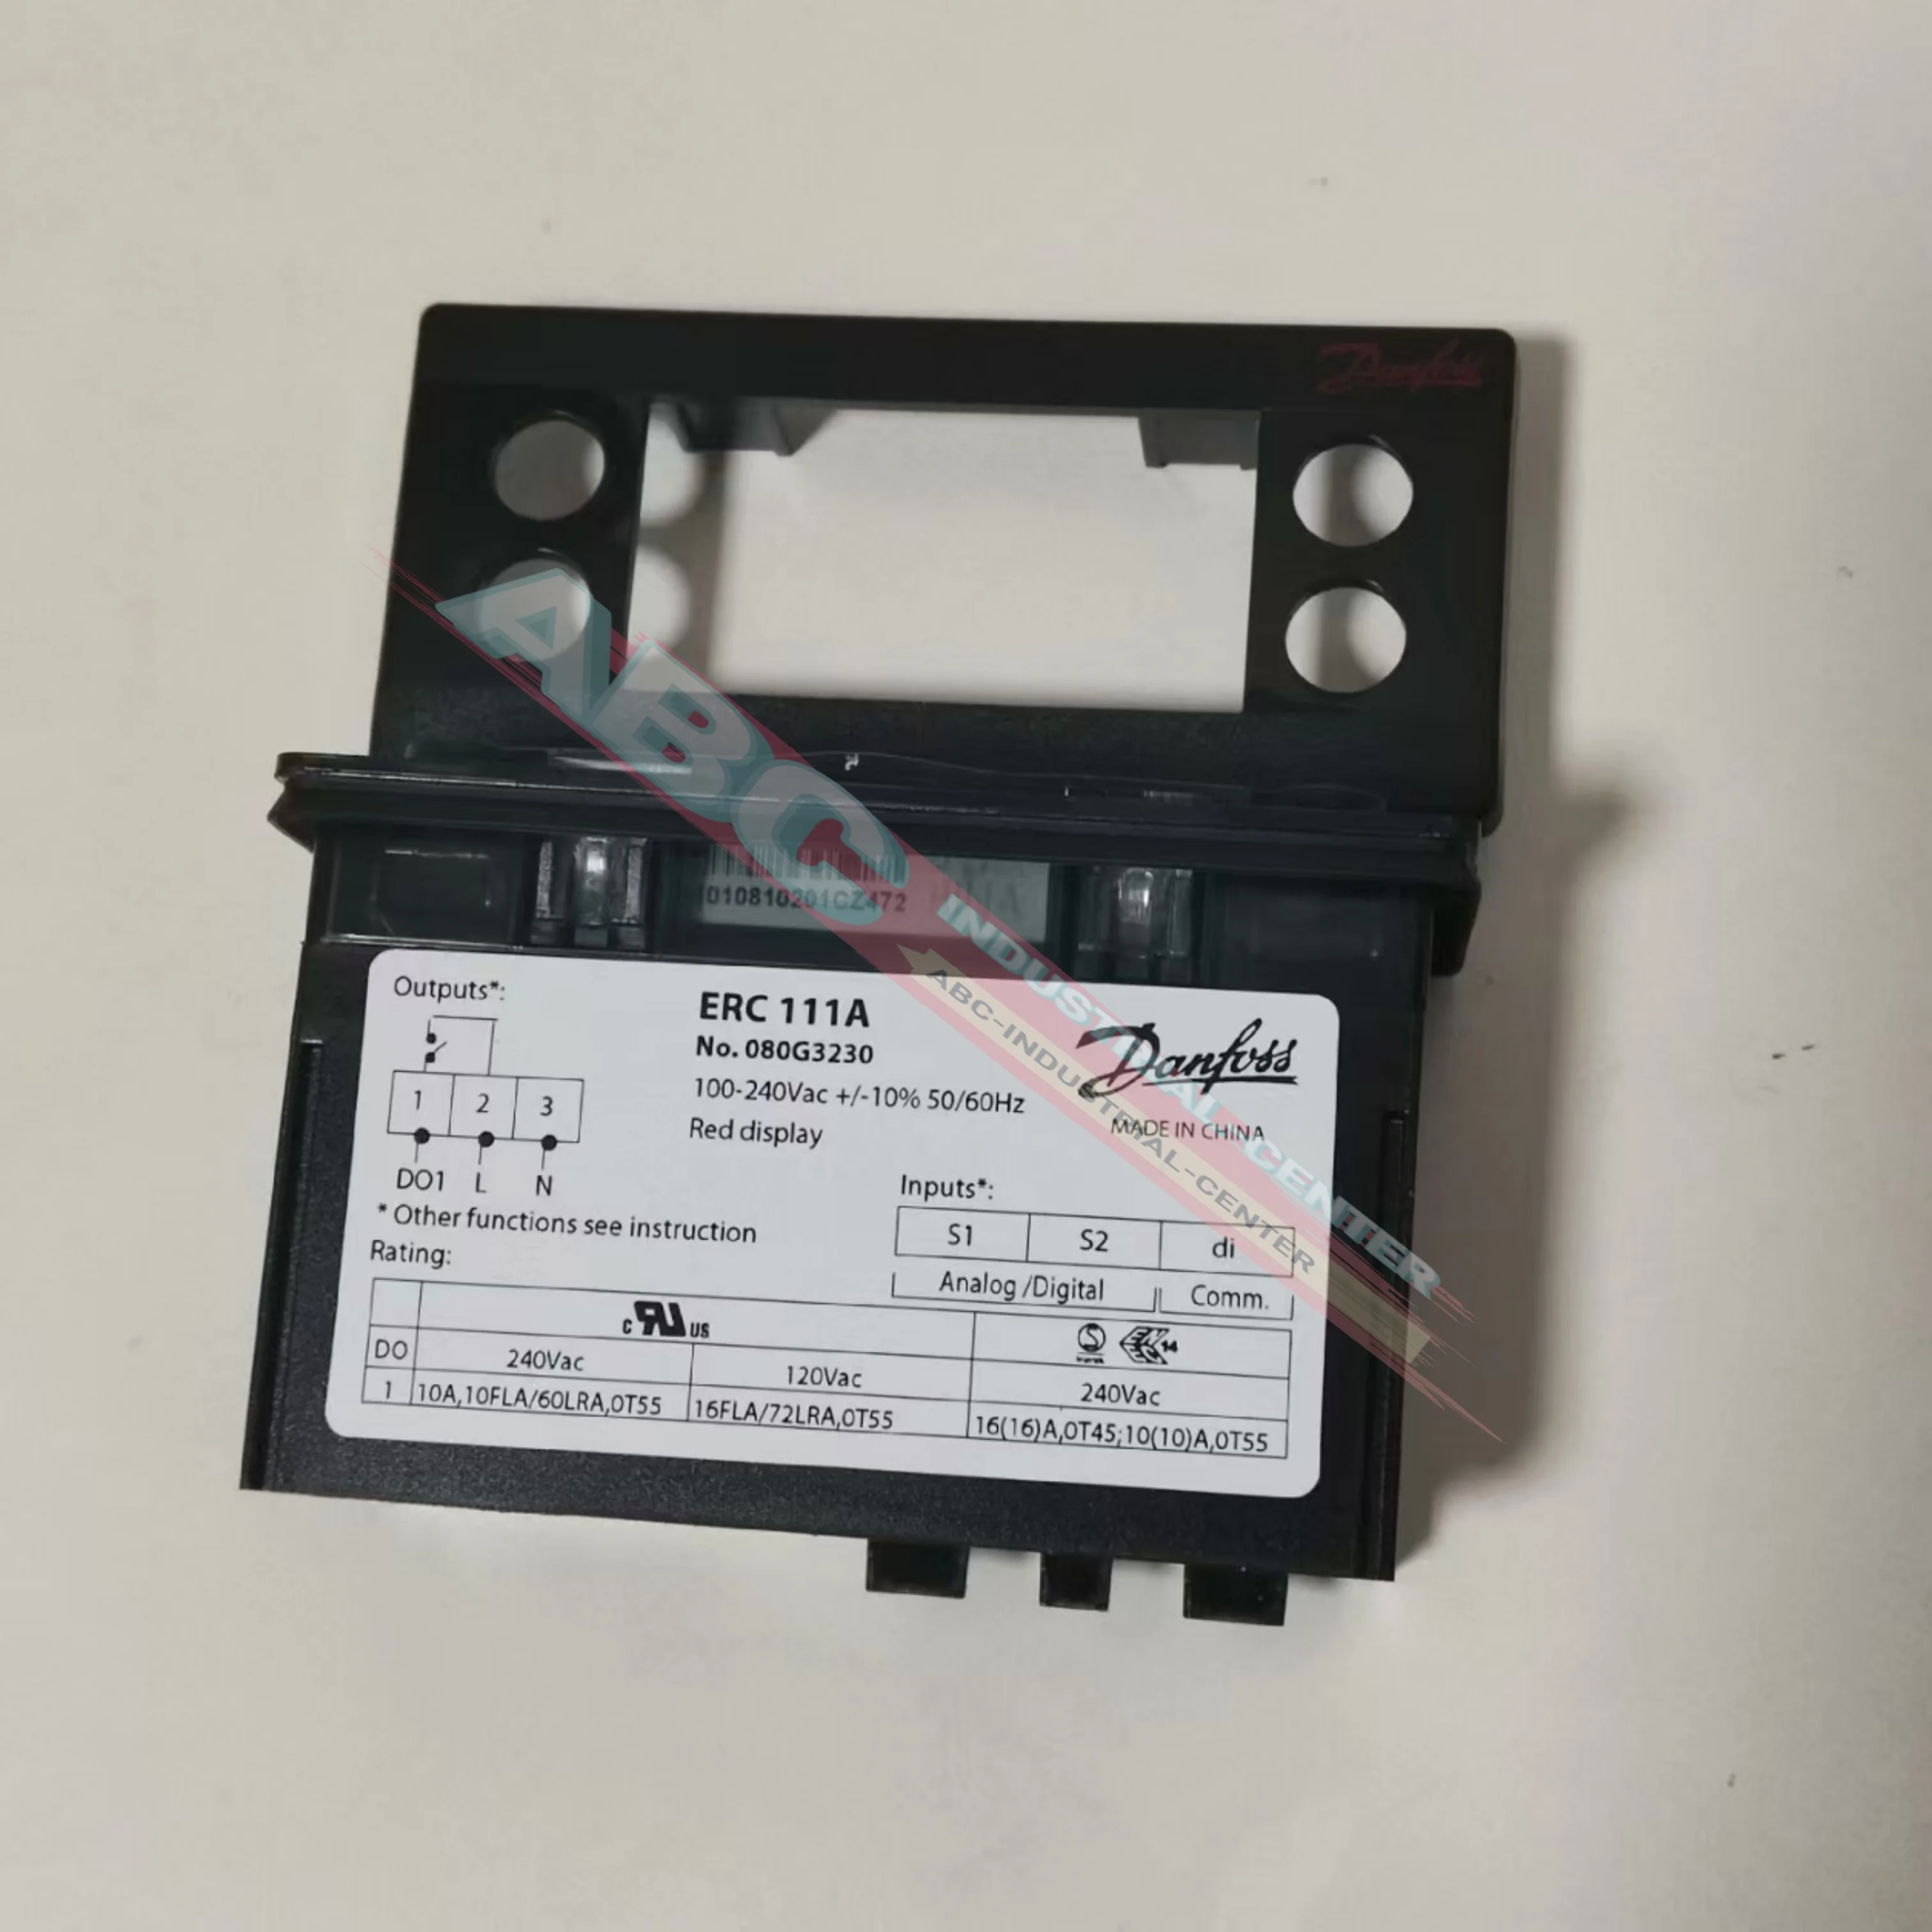 Danfoss
ABC
INDUSTRIAL CENTER
ABC-INDUSTRIAL-CENTER
010810201CZ472
Outputs*:
1 2 3
DO1 L N
* Other functions see instruction
ERC 111A
No. 080G3230
100-240Vac +/-10% 50/60Hz
Red display
Danfoss
MADE IN CHINA
Inputs*:
S1 S2 di
Analog /Digital Comm.
Rating:
c RU US
S 14
DO 240Vac 120Vac 240Vac
1 10A,10FLA/60LRA,0T55 16FLA/72LRA,0T55 16(16)A,0T45;10(10)A,0T55